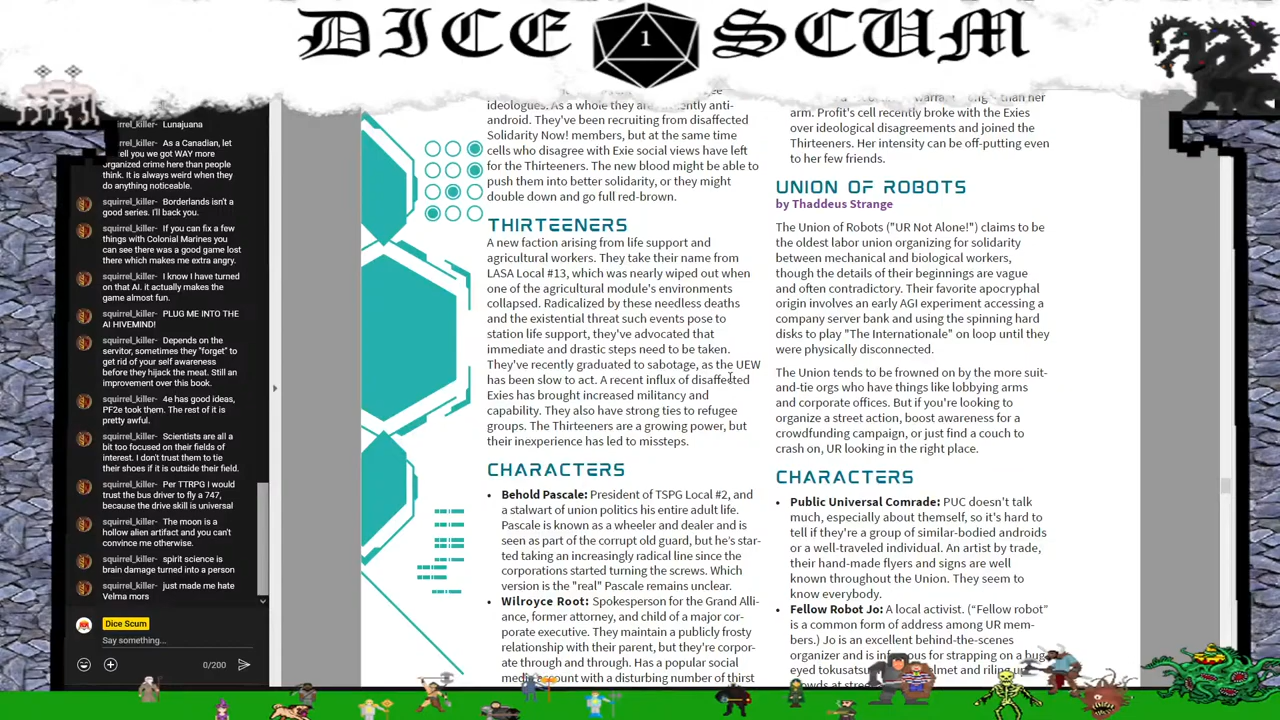 DICE
1
SCUM
squirrel_killer- Lunajuana
squirrel_killer- As a Canadian, let
tell you we got WAY more
organized crime here than people
think. It is always weird when they
do anything noticeable.
squirrel_killer- Borderlands isn't a
good series. I'll back you.
squirrel_killer- If you can fix a few
things with Colonial Marines you
can see there was a good game lost
there which makes me extra angry.
squirrel_killer- I know I have turned
on that AI. it actually makes the
game almost fun.
squirrel_killer- PLUG ME INTO THE
AI HIVEMIND!
squirrel_killer- Depends on the
servitor, sometimes they "forget" to
get rid of your self awareness
before they hijack the meat. Still an
improvement over this book.
squirrel_killer- 4e has good ideas,
PF2e took them. The rest of it is
pretty awful.
squirrel_killer- Scientists are all a
bit too focused on their fields of
interest. I don't trust them to tie
their shoes if it is outside their field.
squirrel_killer- Per TTRPG I would
trust the bus driver to fly a 747,
because the drive skill is universal
squirrel_killer- The moon is a
hollow alien artifact and you can't
convince me otherwise.
squirrel_killer- spirit science is
brain damage turned into a person
squirrel_killer- just made me hate
Velma mors
Dice Scum
Say something...
0/200
ideologues. As a whole they are anti-
android. They've been recruiting from disaffected
Solidarity Now! members, but at the same time
cells who disagree with Exie social views have left
for the Thirteeners. The new blood might be able to
push them into better solidarity, or they might
double down and go full red-brown.
THIRTEENERS
A new faction arising from life support and
agricultural workers. They take their name from
LASA Local #13, which was nearly wiped out when
one of the agricultural module's environments
collapsed. Radicalized by these needless deaths
and the existential threat such events pose to
station life support, they've advocated that
immediate and drastic steps need to be taken.
They've recently graduated to sabotage, as the UEW
has been slow to act. A recent influx of disaffected
Exies has brought increased militancy and
capability. They also have strong ties to refugee
groups. The Thirteeners are a growing power, but
their inexperience has led to missteps.
CHARACTERS
• Behold Pascale: President of TSPG Local #2, and
a stalwart of union politics his entire adult life.
Pascale is known as a wheeler and dealer and is
seen as part of the corrupt old guard, but he's star-
ted taking an increasingly radical line since the
corporations started turning the screws. Which
version is the "real" Pascale remains unclear.
• Wilroyce Root: Spokesperson for the Grand Alli-
ance, former attorney, and child of a major cor-
porate executive. They maintain a publicly frosty
relationship with their parent, but they're corpor-
ate through and through. Has a popular social
media account with a disturbing number of thirst
than her
arm. Profit's cell recently broke with the Exies
over ideological disagreements and joined the
Thirteeners. Her intensity can be off-putting even
to her few friends.
UNION OF ROBOTS
by Thaddeus Strange
The Union of Robots ("UR Not Alone!") claims to be
the oldest labor union organizing for solidarity
between mechanical and biological workers,
though the details of their beginnings are vague
and often contradictory. Their favorite apocryphal
origin involves an early AGI experiment accessing a
company server bank and using the spinning hard
disks to play "The Internationale" on loop until they
were physically disconnected.
The Union tends to be frowned on by the more suit-
and-tie orgs who have things like lobbying arms
and corporate offices. But if you're looking to
organize a street action, boost awareness for a
crowdfunding campaign, or just find a couch to
crash on, UR looking in the right place.
CHARACTERS
• Public Universal Comrade: PUC doesn't talk
much, especially about themself, so it's hard to
tell if they're a group of similar-bodied androids
or a well-traveled individual. An artist by trade,
their hand-made flyers and signs are well
known throughout the Union. They seem to
know everybody.
• Fellow Robot Jo: A local activist. ("Fellow robot"
is a common form of address among UR mem-
bers.) Jo is an excellent behind-the-scenes
organizer and is for strapping on a bug-
eyed